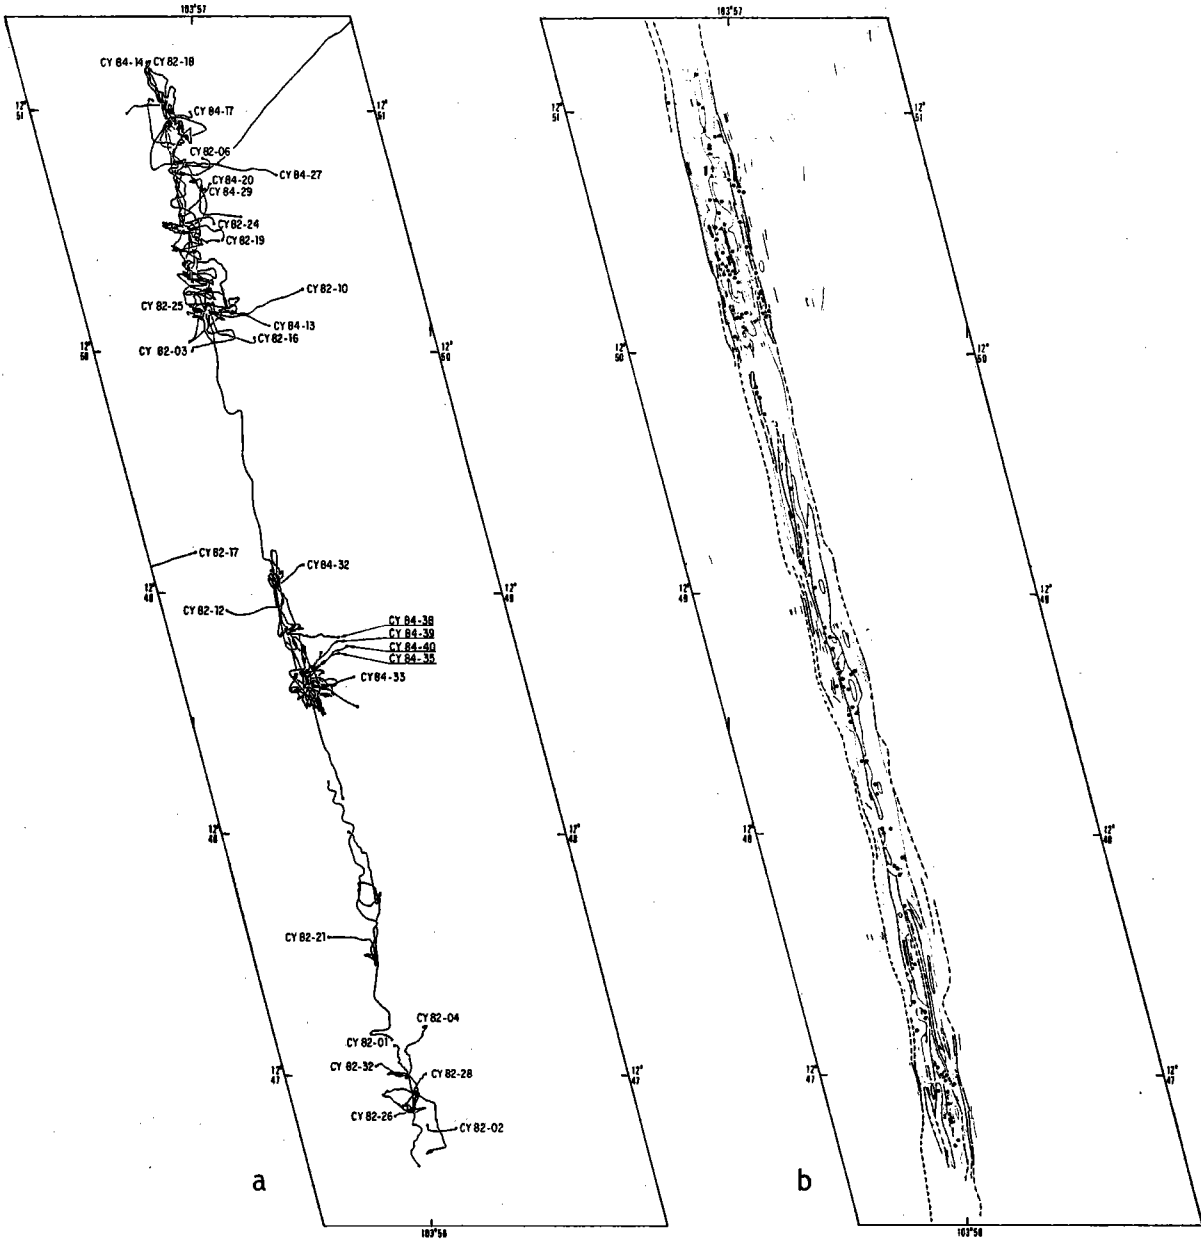 103°57
103°57
CY 84-14 CY 82-18
12° 51
12° 51
12° 51
12° 51
CY 84-17
CY 82-06
CY 84-27
CY 84-20
CY 84-29
CY 82-24
CY 82-19
CY 82-10
CY 82-25
CY 84-13
CY 82-16
CY 82-03
12° 50
12° 50
12° 50
12° 50
CY 82-17
CY 84-32
12° 49
12° 49
12° 49
12° 49
CY 82-12
CY 84-38
CY 84-39
CY 84-40
CY 84-35
CY 84-33
12° 48
12° 48
12° 48
12° 48
CY 82-21
CY 82-04
CY 82-01
CY 82-32
CY 82-28
12° 47
12° 47
12° 47
12° 47
CY 82-26
CY 82-02
a
b
103°56
103°56